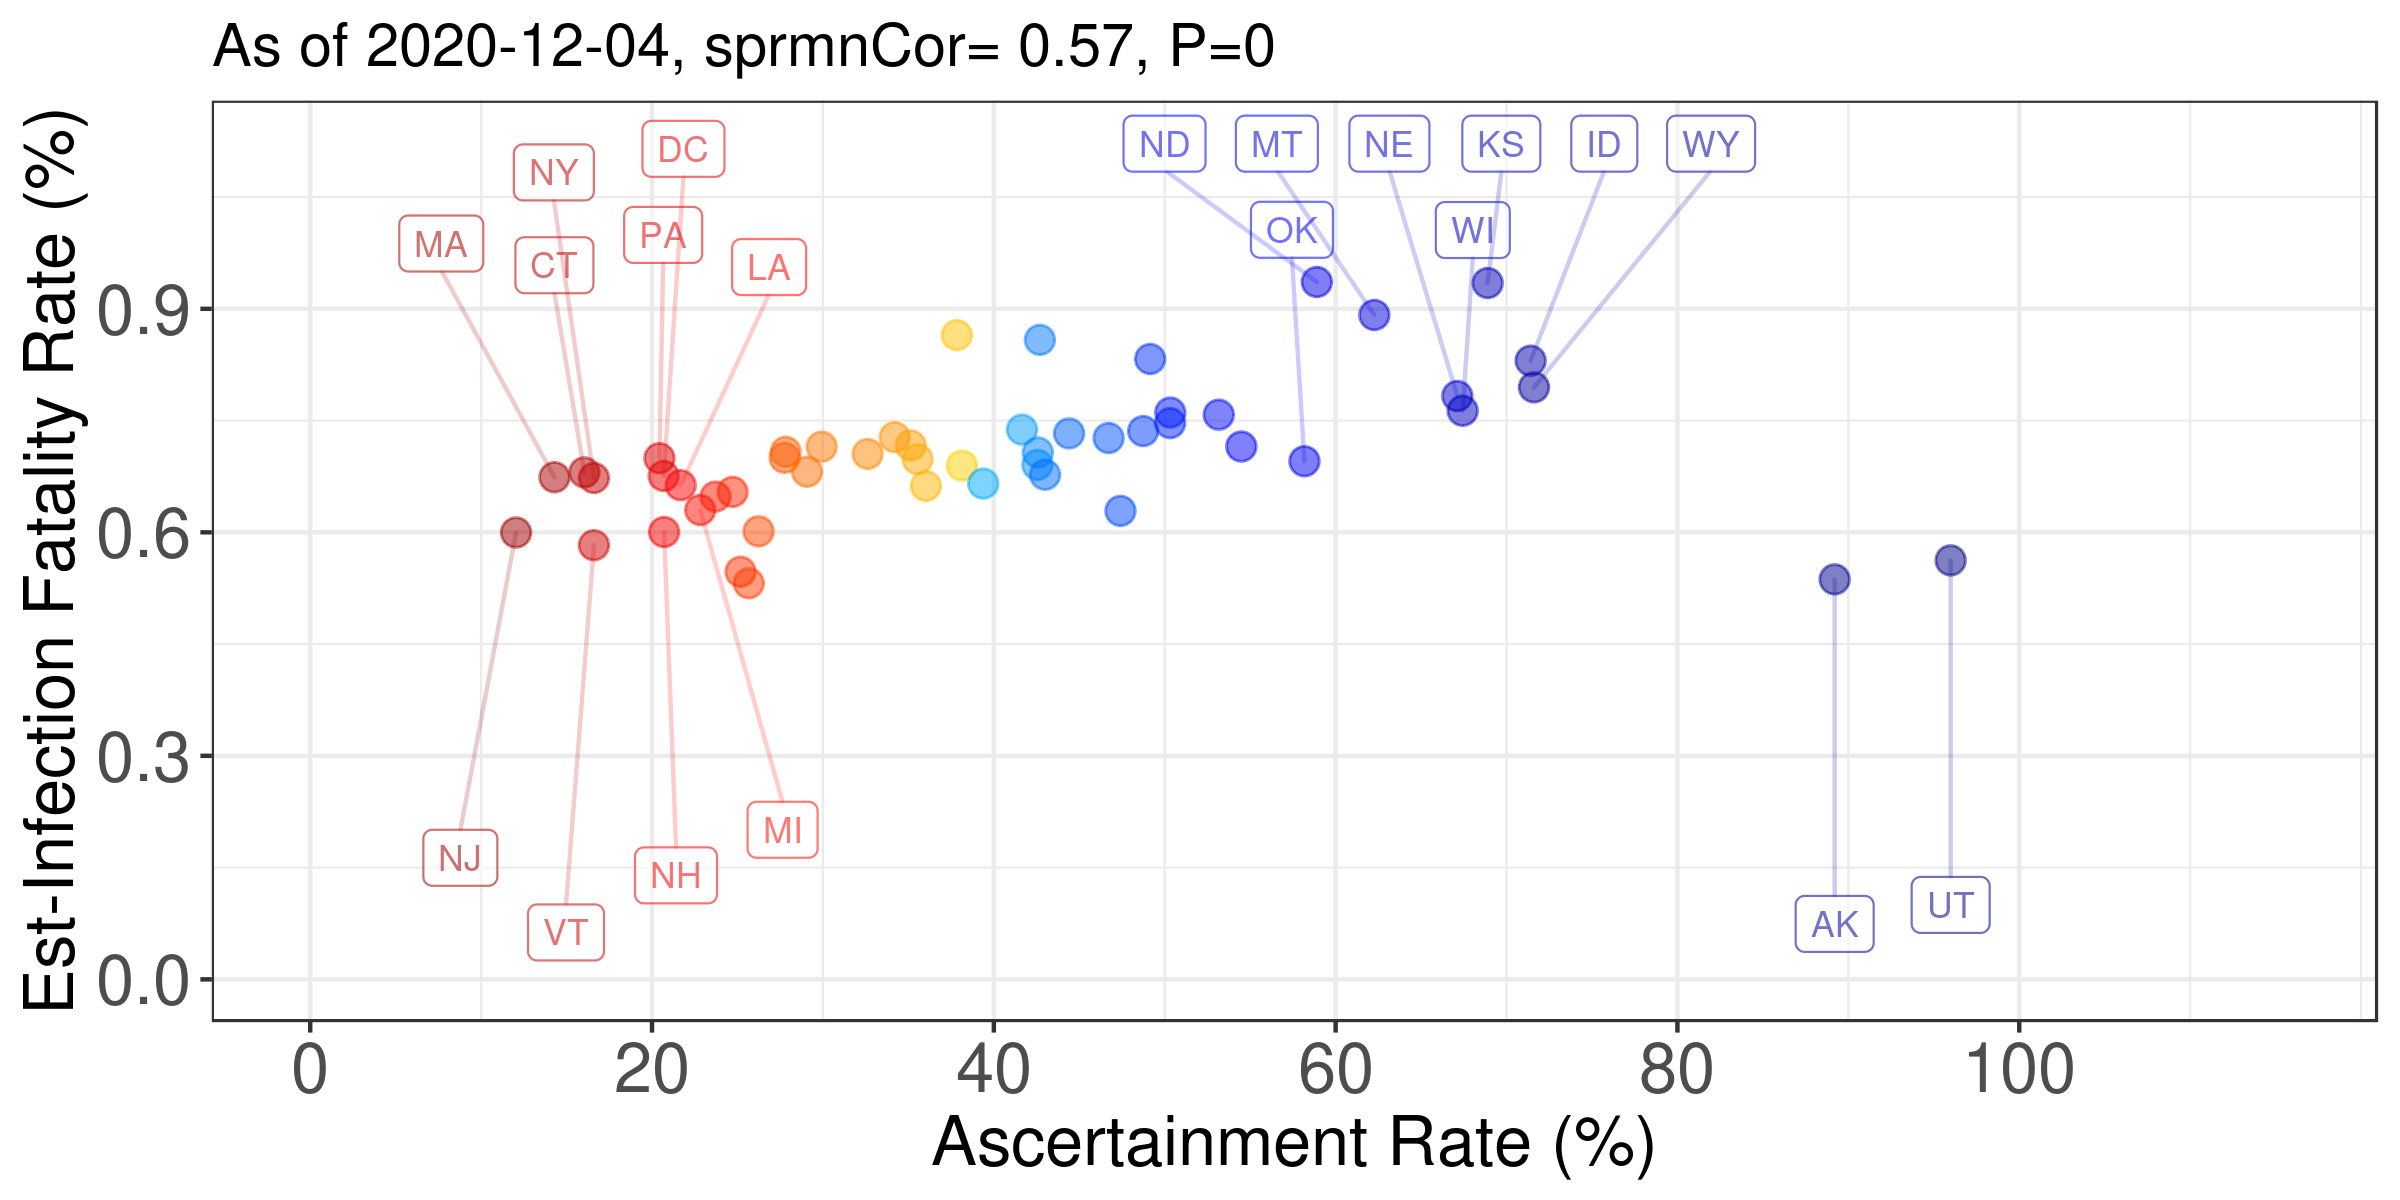 As of 2020-12-04, sprmnCor= 0.57, P=0
Est-Infection Fatality Rate (%)
0.9
0.6
0.3
0.0
DC
NY
PA
MA
CT
LA
ND
MT
NE
KS
ID
WY
OK
WI
NJ
VT
NH
MI
AK
UT
0
20
40
60
80
100
Ascertainment Rate (%)